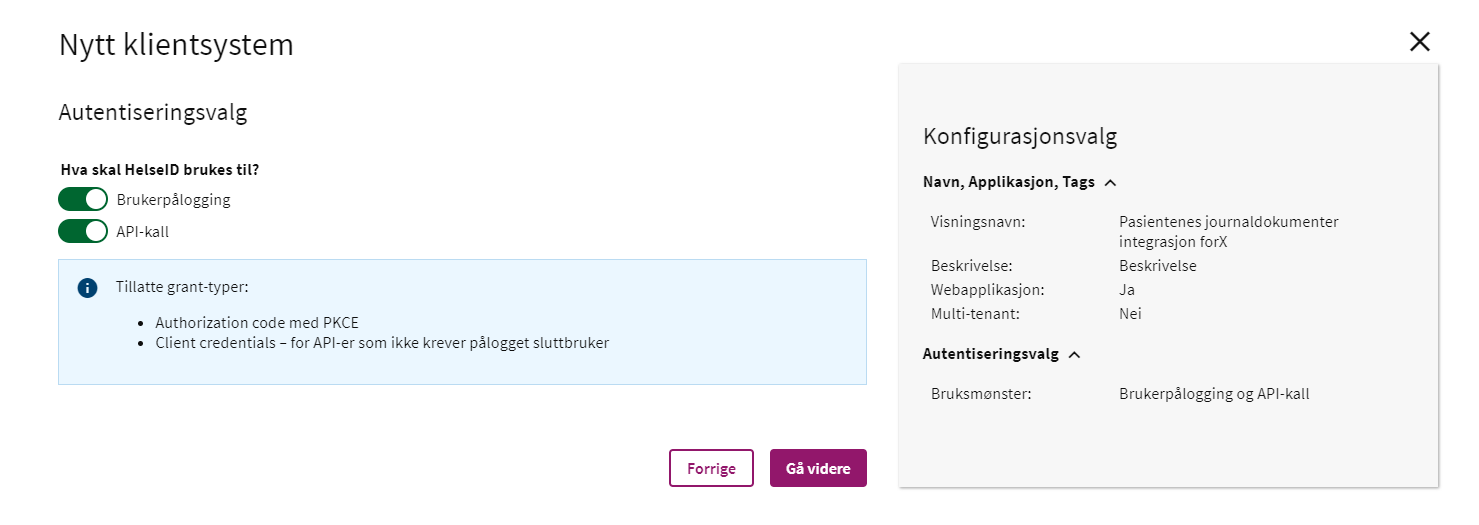 Nytt klientsystem
Autentiseringsvalg
Hva skal HelseID brukes til?
Brukerpålogging
API-kall
Tillatte grant-typer:
• Authorization code med PKCE
• Client credentials – for API-er som ikke krever pålogget sluttbruker
Forrige
Gå videre
Konfigurasjonsvalg
Navn, Applikasjon, Tags
Visningsnavn: Pasientenes journaldokumenter
integrasjon forX
Beskrivelse: Beskrivelse
Webapplikasjon: Ja
Multi-tenant: Nei
Autentiseringsvalg
Bruksmønster: Brukerpålogging og API-kall